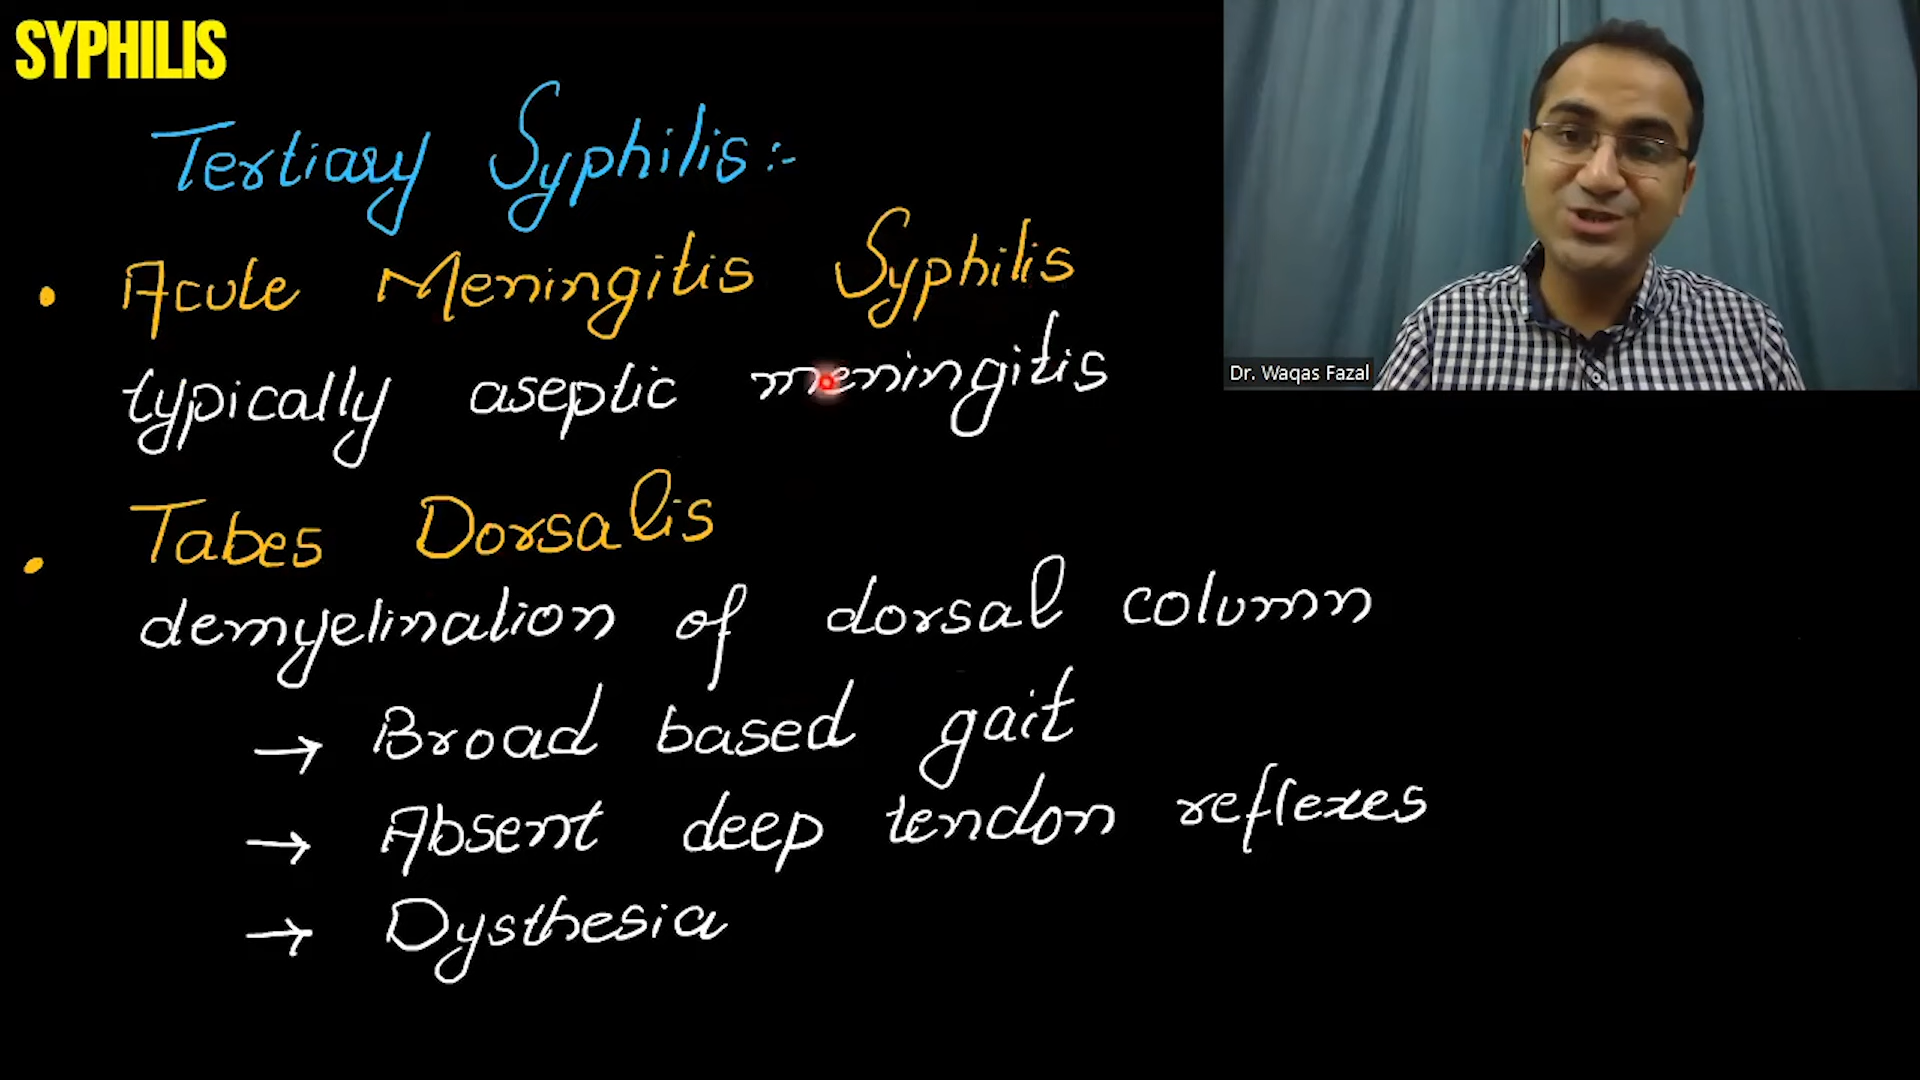 SYPHILIS
Tertiary Syphilis:-
• Acute Meningitis Syphilis
typically aseptic meningitis
• Tabes Dorsalis
demyelination of dorsal column
→ Broad based gait
→ Absent deep tendon reflexes
→ Dysthesia
Dr. Waqas Fazal